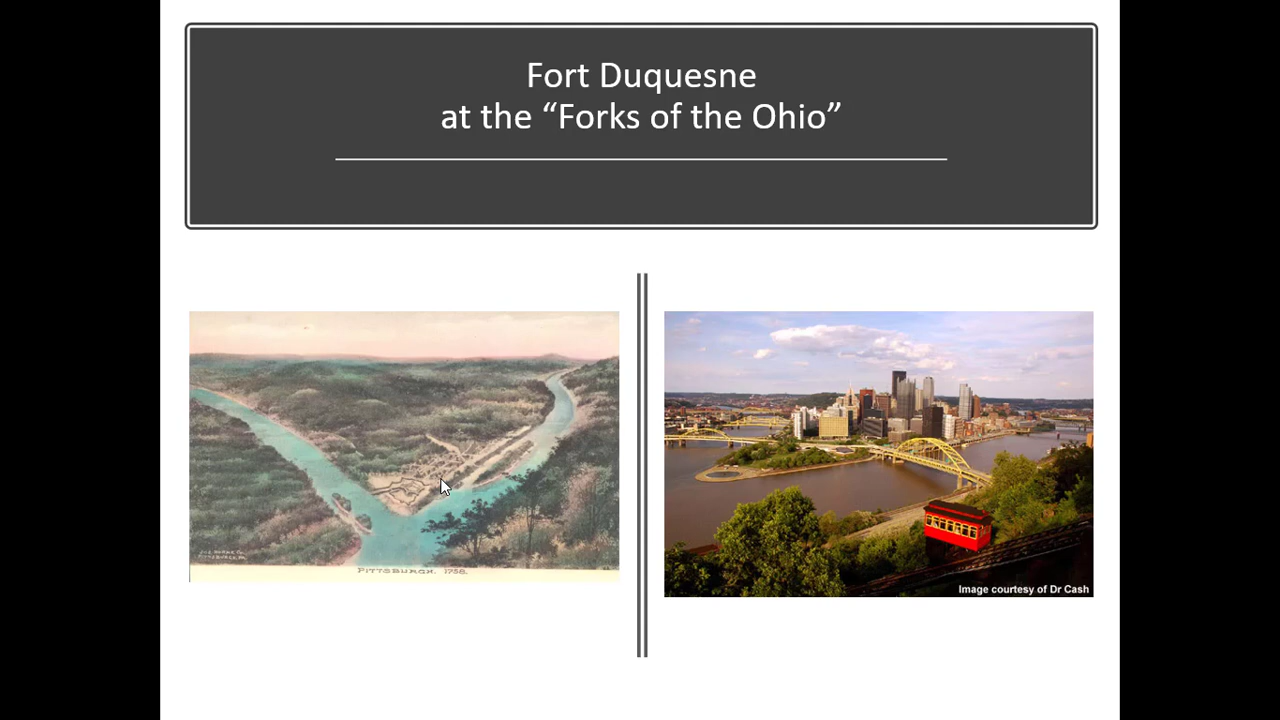 Fort Duquesne
at the “Forks of the Ohio”
PITTSBURGH, 1758.
Image courtesy of Dr Cash